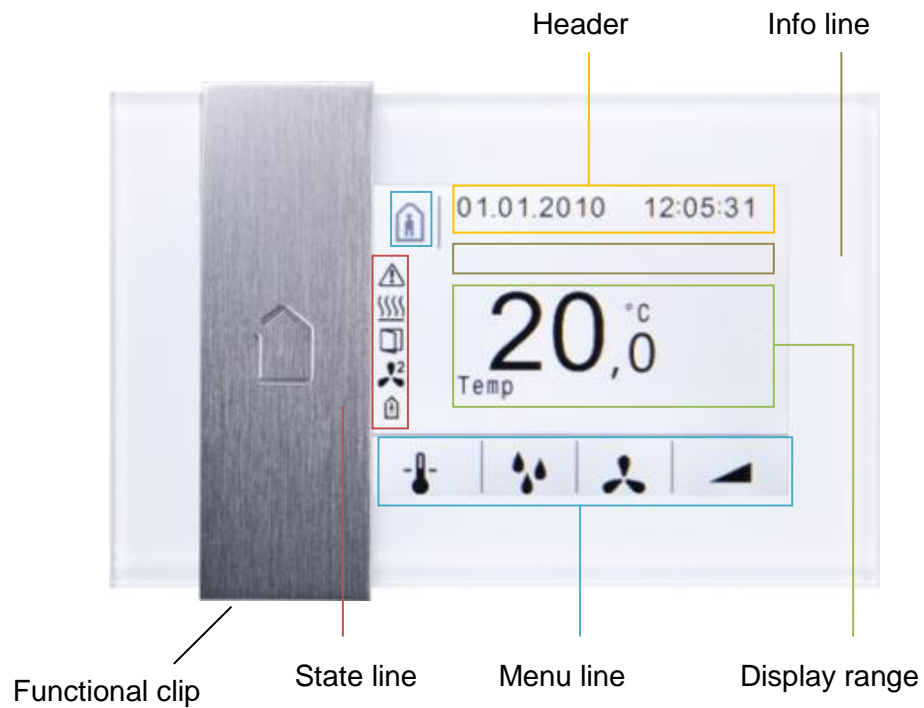 Header Info line
01.01.2010 12:05:31
20,0 °C
Temp
2
Functional clip State line Menu line Display range